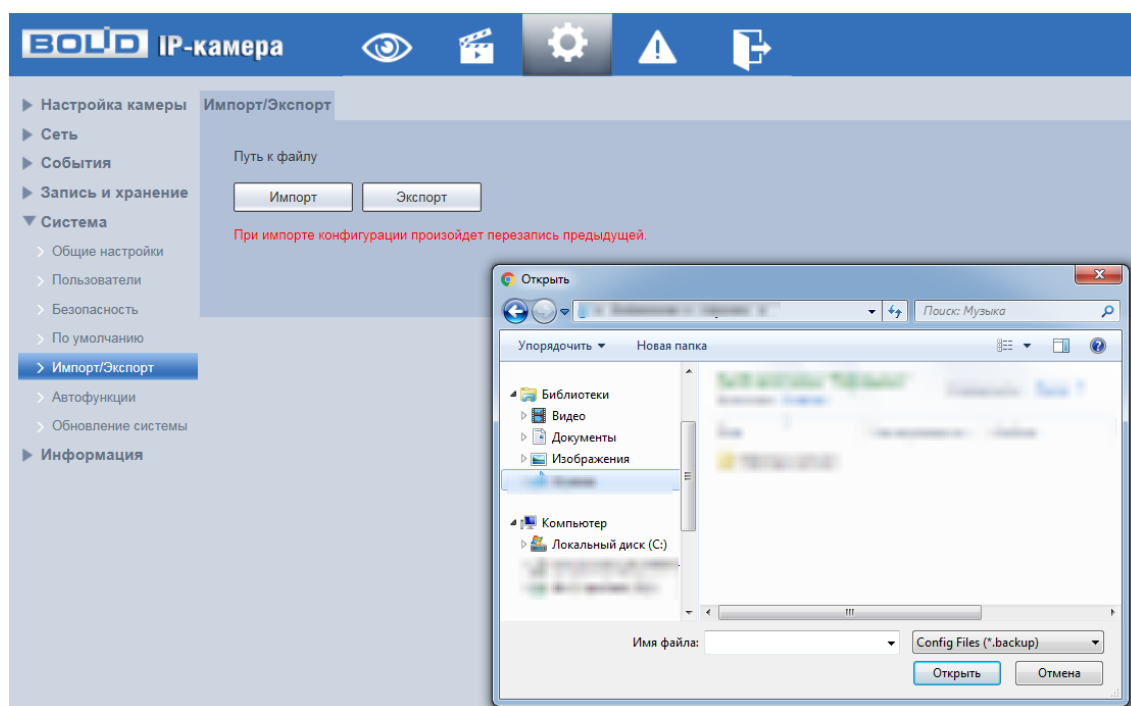 BOLID IP-камера
Настройка камеры
Сеть
События
Запись и хранение
Система
Общие настройки
Пользователи
Безопасность
По умолчанию
Импорт/Экспорт
Автофункции
Обновление системы
Информация
Импорт/Экспорт
Путь к файлу
Импорт Экспорт
При импорте конфигурации произойдет перезапись предыдущей.
Открыть
Поиск: Музыка
Упорядочить Новая папка
Библиотеки
Видео
Документы
Изображения
Компьютер
Локальный диск (C:)
Имя файла:
Config Files (*.backup)
Открыть Отмена